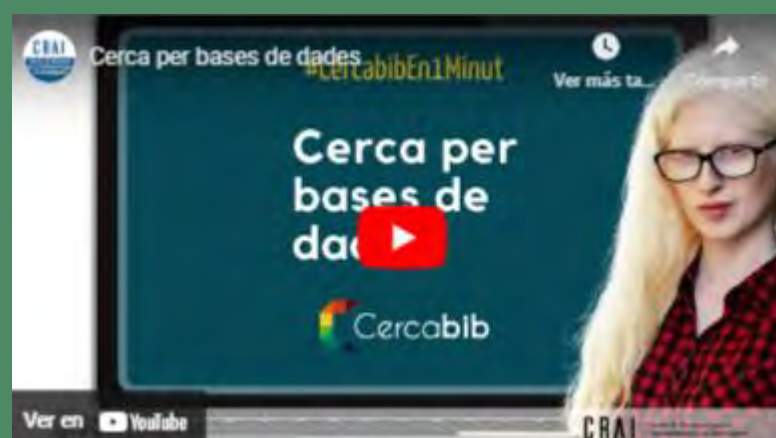 CRAI
Cerca per bases de dades
#CercabibEn1Minut
Ver más ta...
Compartir
Cerca per
bases de
Cercabib
Ver en YouTube
CRAI